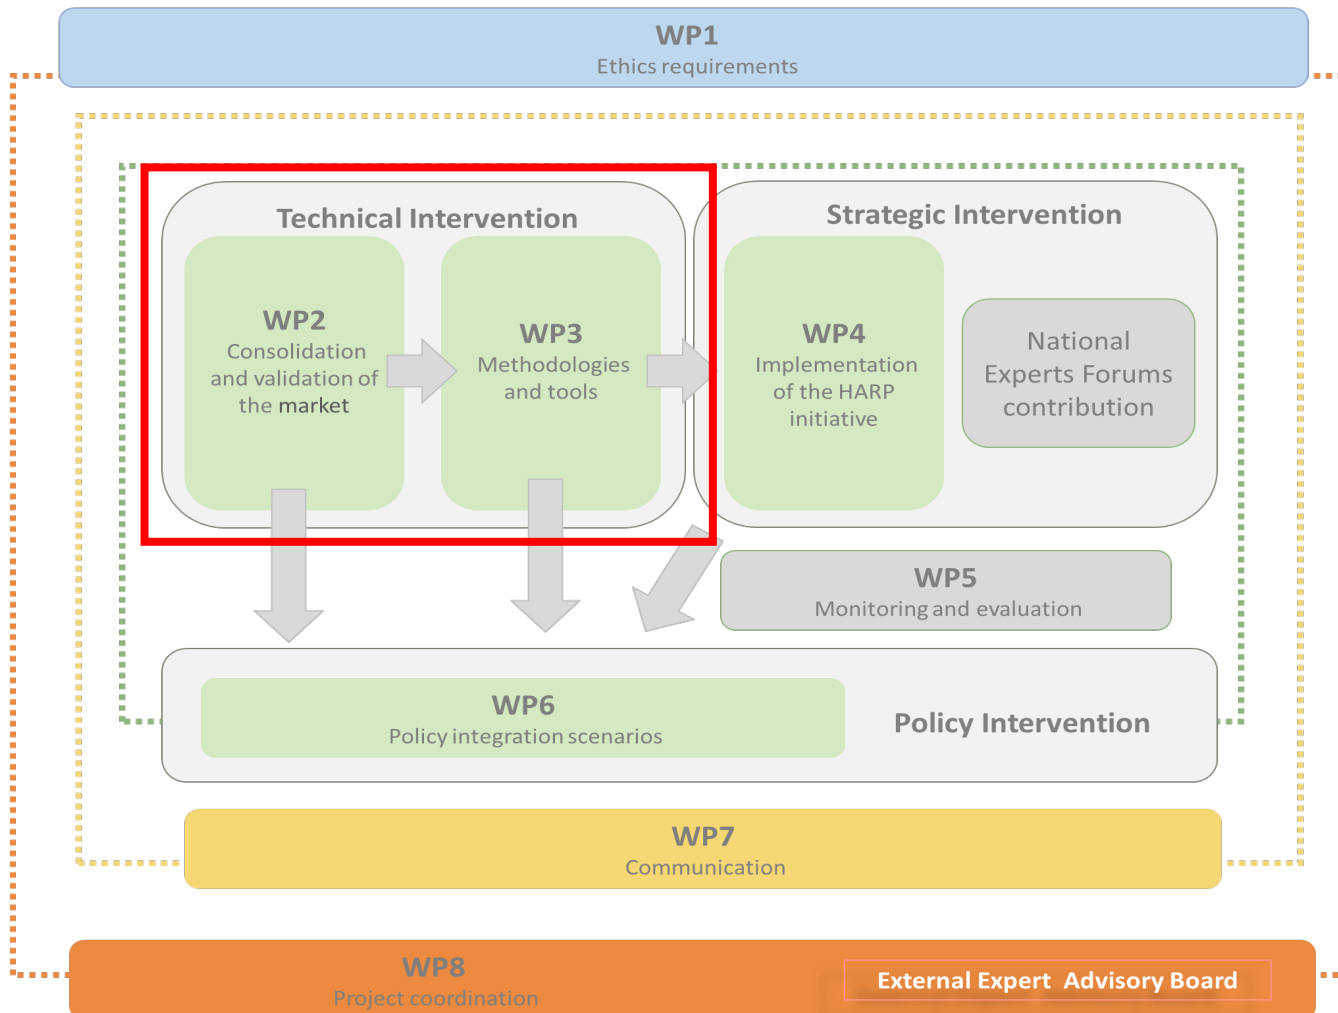 WP1
Ethics requirements
Technical Intervention
WP2
Consolidation
and validation of
the market
WP3
Methodologies
and tools
Strategic Intervention
WP4
Implementation
of the HARP
initiative
National
Experts Forums
contribution
WP5
Monitoring and evaluation
WP6
Policy integration scenarios
Policy Intervention
WP7
Communication
WP8
Project coordination
External Expert Advisory Board